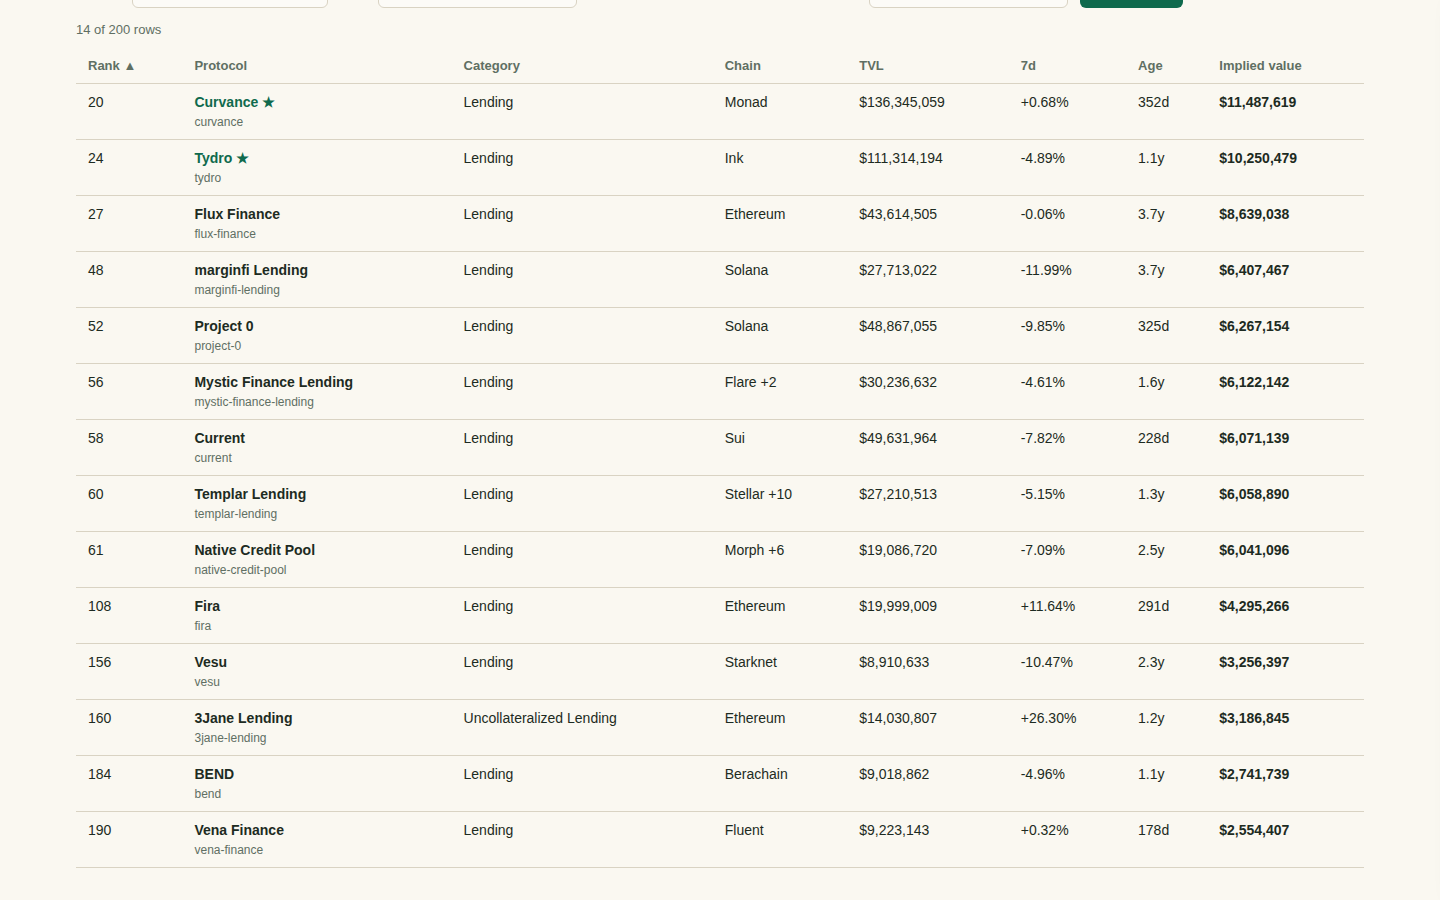 14 of 200 rows
Rank ▲ Protocol Category Chain TVL 7d Age Implied value
20 Curvance ★ Lending Monad $136,345,059 +0.68% 352d $11,487,619
curvance
24 Tydro ★ Lending Ink $111,314,194 -4.89% 1.1y $10,250,479
tydro
27 Flux Finance Lending Ethereum $43,614,505 -0.06% 3.7y $8,639,038
flux-finance
48 marginfi Lending Lending Solana $27,713,022 -11.99% 3.7y $6,407,467
marginfi-lending
52 Project 0 Lending Solana $48,867,055 -9.85% 325d $6,267,154
project-0
56 Mystic Finance Lending Lending Flare +2 $30,236,632 -4.61% 1.6y $6,122,142
mystic-finance-lending
58 Current Lending Sui $49,631,964 -7.82% 228d $6,071,139
current
60 Templar Lending Lending Stellar +10 $27,210,513 -5.15% 1.3y $6,058,890
templar-lending
61 Native Credit Pool Lending Morph +6 $19,086,720 -7.09% 2.5y $6,041,096
native-credit-pool
108 Fira Lending Ethereum $19,999,009 +11.64% 291d $4,295,266
fira
156 Vesu Lending Starknet $8,910,633 -10.47% 2.3y $3,256,397
vesu
160 3Jane Lending Uncollateralized Lending Ethereum $14,030,807 +26.30% 1.2y $3,186,845
3jane-lending
184 BEND Lending Berachain $9,018,862 -4.96% 1.1y $2,741,739
bend
190 Vena Finance Lending Fluent $9,223,143 +0.32% 178d $2,554,407
vena-finance